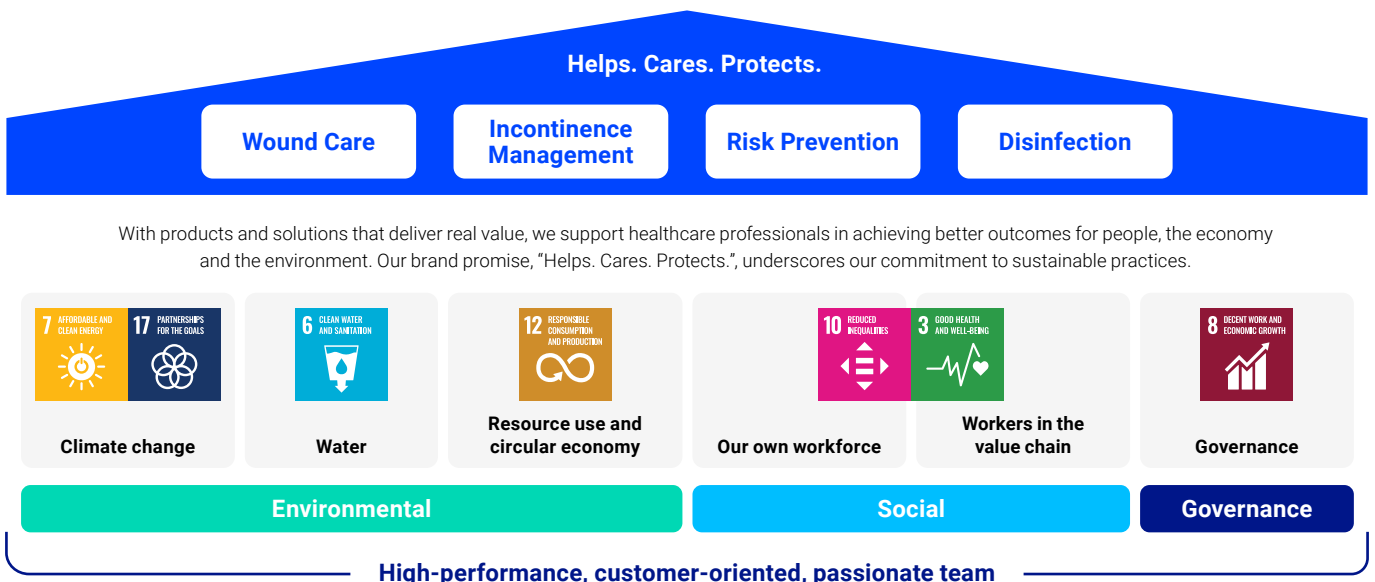 Helps. Cares. Protects.
Wound Care
Incontinence
Management
Risk Prevention
Disinfection
With products and solutions that deliver real value, we support healthcare professionals in achieving better outcomes for people, the economy
and the environment. Our brand promise, “Helps. Cares. Protects.”, underscores our commitment to sustainable practices.
7 AFFORDABLE AND
CLEAN ENERGY
17 PARTNERSHIPS
FOR THE GOALS
Climate change
6 CLEAN WATER
AND SANITATION
Water
12 RESPONSIBLE
CONSUMPTION
AND PRODUCTION
Resource use and
circular economy
10 REDUCED
INEQUALITIES
3 GOOD HEALTH
AND WELL-BEING
Our own workforce
Workers in the
value chain
8 DECENT WORK AND
ECONOMIC GROWTH
Governance
Environmental
Social
Governance
High-performance, customer-oriented, passionate team